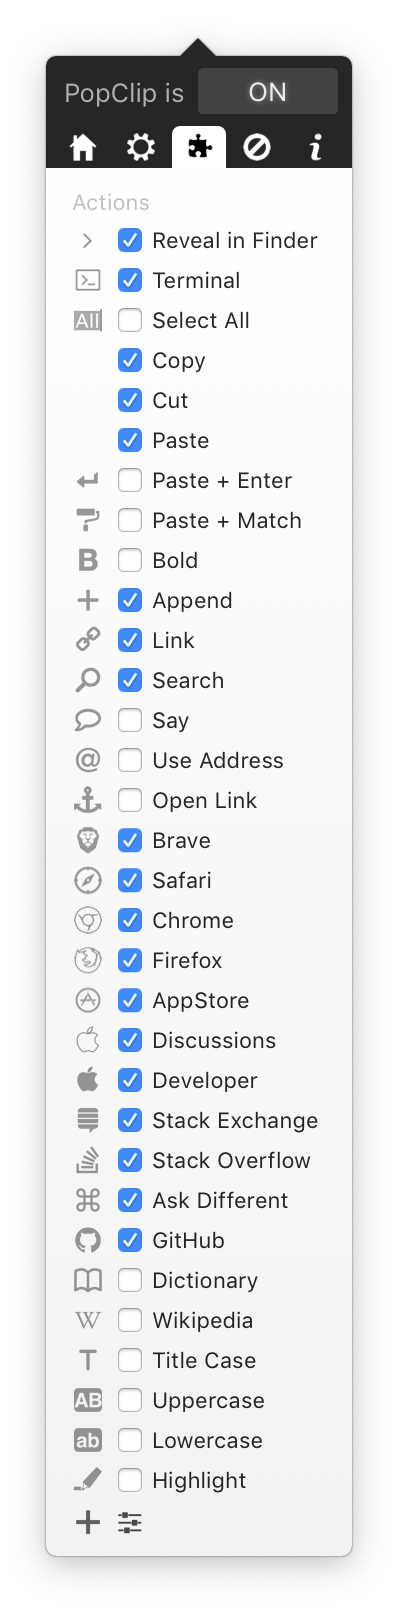 PopClip is ON
Actions
Reveal in Finder
Terminal
All Select All
Copy
Cut
Paste
Paste + Enter
Paste + Match
B Bold
Append
Link
Search
Say
@ Use Address
Open Link
Brave
Safari
Chrome
Firefox
AppStore
Discussions
Developer
Stack Exchange
Stack Overflow
Ask Different
GitHub
Dictionary
W Wikipedia
T Title Case
AB Uppercase
ab Lowercase
Highlight